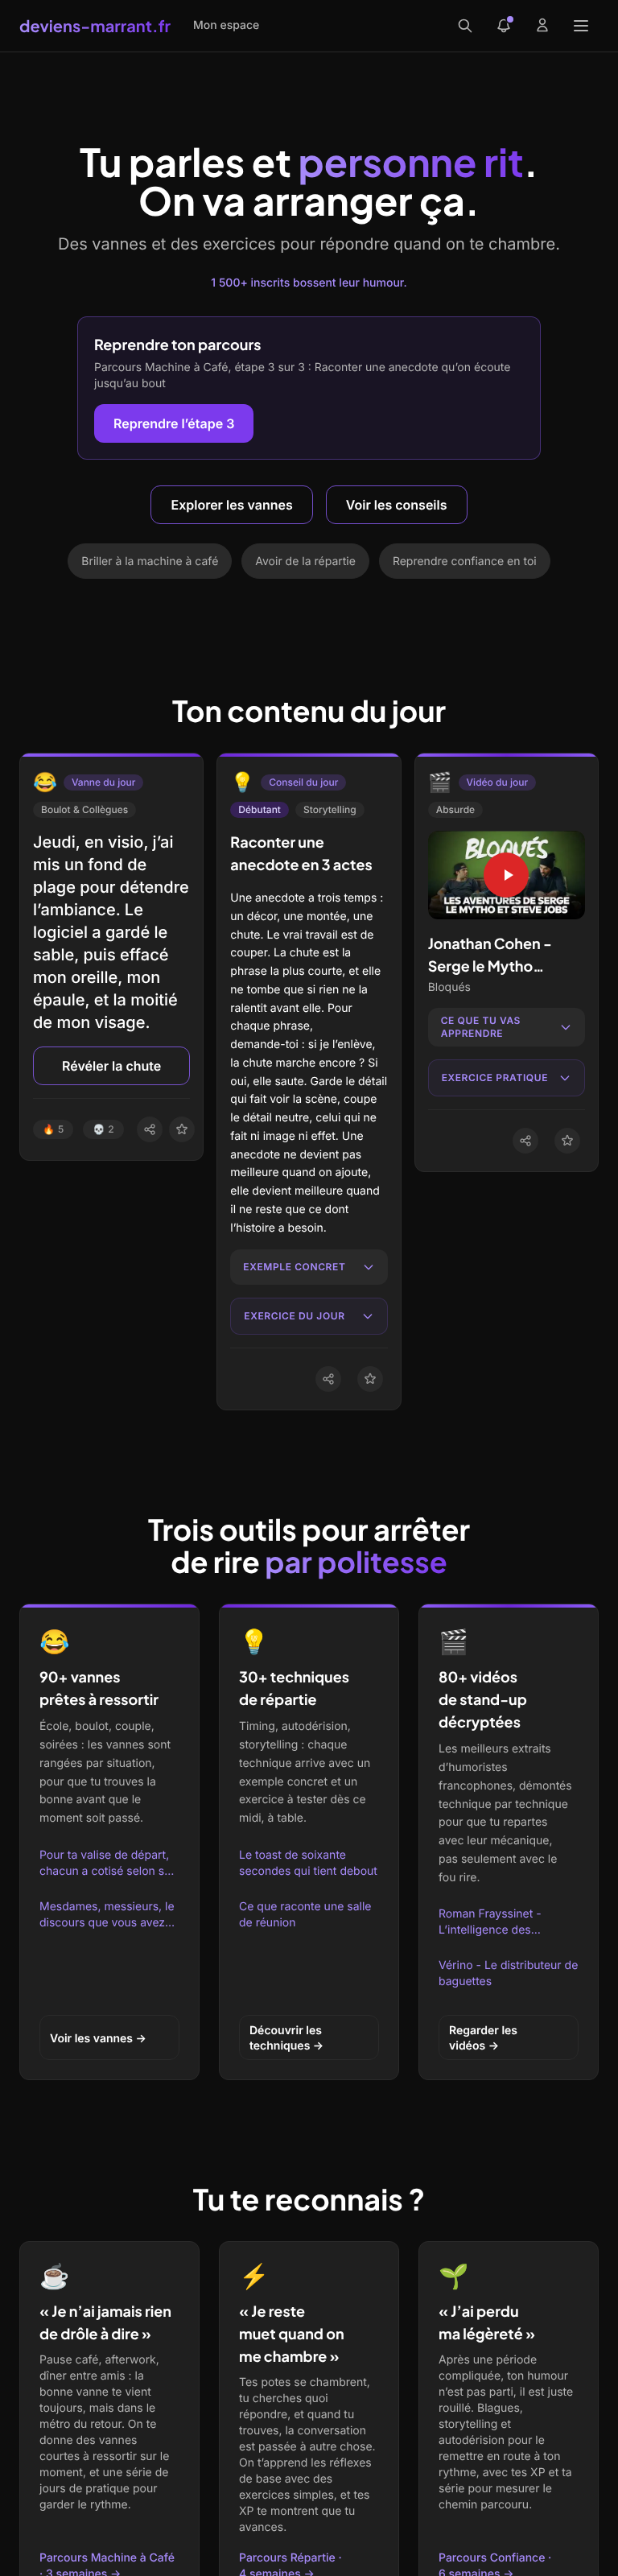 deviens-marrant.fr
Mon espace
Tu parles et personne rit.
On va arranger ça.
Des vannes et des exercices pour répondre quand on te chambre.
1 500+ inscrits bossent leur humour.
Reprendre ton parcours
Parcours Machine à Café, étape 3 sur 3 : Raconter une anecdote qu’on écoute
jusqu’au bout
Reprendre l’étape 3
Explorer les vannes
Voir les conseils
Briller à la machine à café
Avoir de la répartie
Reprendre confiance en toi
Ton contenu du jour
Vanne du jour
Boulot & Collègues
Jeudi, en visio, j’ai
mis un fond de
plage pour détendre
l’ambiance. Le
logiciel a gardé le
sable, puis effacé
mon oreille, mon
épaule, et la moitié
de mon visage.
Révéler la chute
5
2
Conseil du jour
Débutant
Storytelling
Raconter une
anecdote en 3 actes
Une anecdote a trois temps :
un décor, une montée, une
chute. Le vrai travail est de
couper. La chute est la
phrase la plus courte, et elle
ne tombe que si rien ne la
ralentit avant elle. Pour
chaque phrase,
demande-toi : si je l’enlève,
la chute marche encore ? Si
oui, elle saute. Garde le détail
qui fait voir la scène, coupe
le détail neutre, celui qui ne
fait ni image ni effet. Une
anecdote ne devient pas
meilleure quand on ajoute,
elle devient meilleure quand
il ne reste que ce dont
l’histoire a besoin.
EXEMPLE CONCRET
EXERCICE DU JOUR
Vidéo du jour
Absurde
BLOQUÉS
LES AVENTURES DE SERGE
LE MYTHO ET STEVE JOBS
Jonathan Cohen -
Serge le Mytho…
Bloqués
CE QUE TU VAS
APPRENDRE
EXERCICE PRATIQUE
Trois outils pour arrêter
de rire par politesse
90+ vannes
prêtes à ressortir
École, boulot, couple,
soirées : les vannes sont
rangées par situation,
pour que tu trouves la
bonne avant que le
moment soit passé.
Pour ta valise de départ,
chacun a cotisé selon s…
Mesdames, messieurs, le
discours que vous avez…
Voir les vannes →
30+ techniques
de répartie
Timing, autodérision,
storytelling : chaque
technique arrive avec un
exemple concret et un
exercice à tester dès ce
midi, à table.
Le toast de soixante
secondes qui tient debout
Ce que raconte une salle
de réunion
Découvrir les
techniques →
80+ vidéos
de stand-up
décryptées
Les meilleurs extraits
d’humoristes
francophones, démontés
technique par technique
pour que tu repartes
avec leur mécanique,
pas seulement avec le
fou rire.
Roman Frayssinet -
L’intelligence des…
Vérino - Le distributeur de
baguettes
Regarder les
vidéos →
Tu te reconnais ?
« Je n’ai jamais rien
de drôle à dire »
Pause café, afterwork,
dîner entre amis : la
bonne vanne te vient
toujours, mais dans le
métro du retour. On te
donne des vannes
courtes à ressortir sur le
moment, et une série de
jours de pratique pour
garder le rythme.
Parcours Machine à Café
· 3 semaines →
« Je reste
muet quand on
me chambre »
Tes potes se chambrent,
tu cherches quoi
répondre, et quand tu
trouves, la conversation
est passée à autre chose.
On t’apprend les réflexes
de base avec des
exercices simples, et tes
XP te montrent que tu
avances.
Parcours Répartie ·
4 semaines →
« J’ai perdu
ma légèreté »
Après une période
compliquée, ton humour
n’est pas parti, il est juste
rouillé. Blagues,
storytelling et
autodérision pour le
remettre en route à ton
rythme, avec tes XP et ta
série pour mesurer le
chemin parcouru.
Parcours Confiance ·
6 semaines →